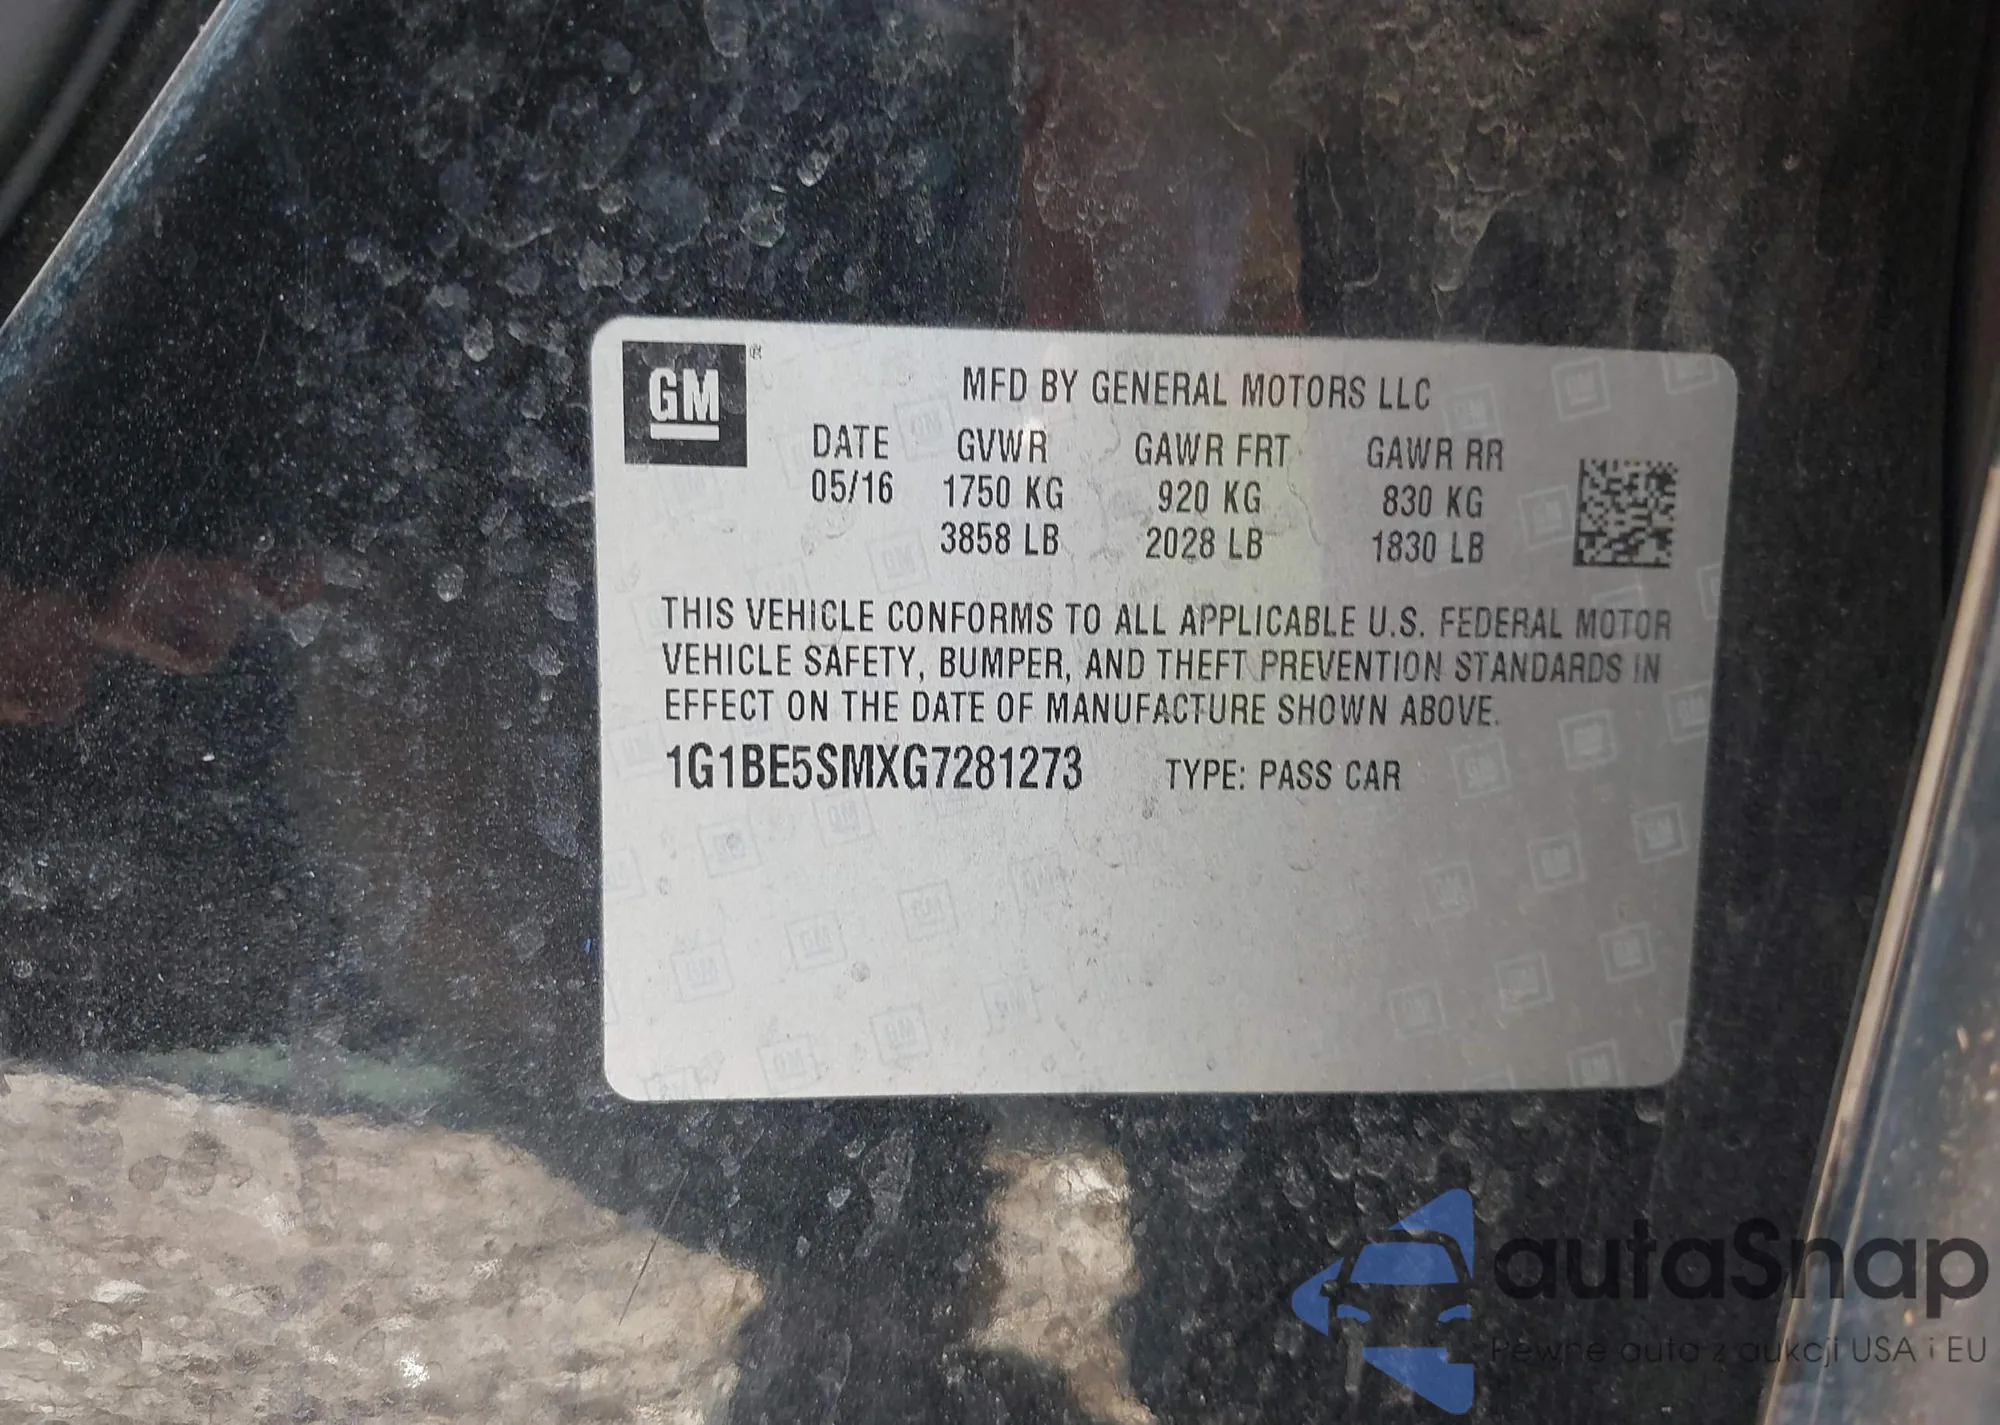 GM ®
MFD BY GENERAL MOTORS LLC
DATE GVWR GAWR FRT GAWR RR
05/16 1750 KG 920 KG 830 KG
3858 LB 2028 LB 1830 LB
THIS VEHICLE CONFORMS TO ALL APPLICABLE U.S. FEDERAL MOTOR
VEHICLE SAFETY, BUMPER, AND THEFT PREVENTION STANDARDS IN
EFFECT ON THE DATE OF MANUFACTURE SHOWN ABOVE.
1G1BE5SMXG7281273 TYPE: PASS CAR
autaSnap
Pewne auta z aukcji USA i EU